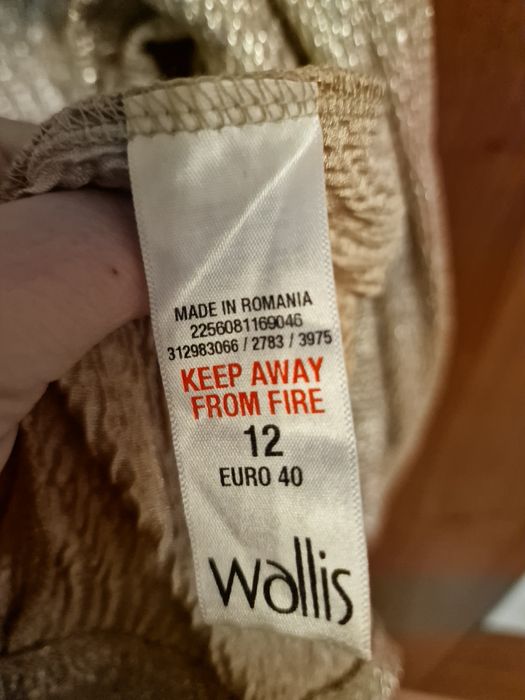 MADE IN ROMANIA
2256081169046
312983066 / 2783 / 3975
KEEP AWAY
FROM FIRE
12
EURO 40
wallis